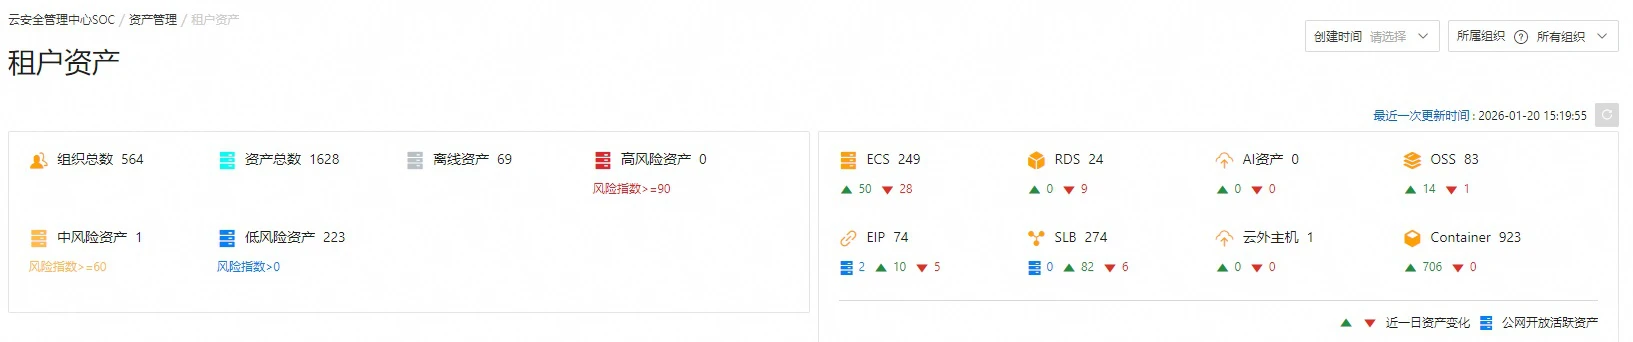 云安全管理中心SOC / 资产管理 / 租户资产
租户资产
创建时间 请选择 所属组织 ? 所有组织
最近一次更新时间 : 2026-01-20 15:19:55
组织总数 564 资产总数 1628 离线资产 69 高风险资产 0
风险指数>=90
中风险资产 1 低风险资产 223
风险指数>=60 风险指数>0
ECS 249 RDS 24 AI资产 0 OSS 83
▲ 50 ▼ 28 ▲ 0 ▼ 9 ▲ 0 ▼ 0 ▲ 14 ▼ 1
EIP 74 SLB 274 云外主机 1 Container 923
2 ▲ 10 ▼ 5 0 ▲ 82 ▼ 6 ▲ 0 ▼ 0 ▲ 706 ▼ 0
▲ ▼ 近一日资产变化 公网开放活跃资产